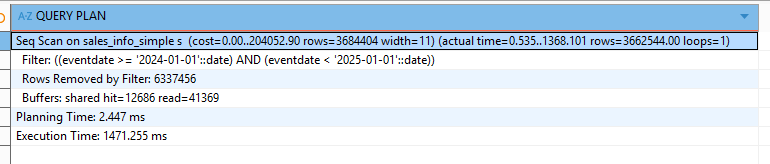 A-Z QUERY PLAN
Seq Scan on sales_info_simple s (cost=0.00..204052.90 rows=3684404 width=11) (actual time=0.535..1368.101 rows=3662544.00 loops=1)
Filter: ((eventdate >= '2024-01-01'::date) AND (eventdate < '2025-01-01'::date))
Rows Removed by Filter: 6337456
Buffers: shared hit=12686 read=41369
Planning Time: 2.447 ms
Execution Time: 1471.255 ms